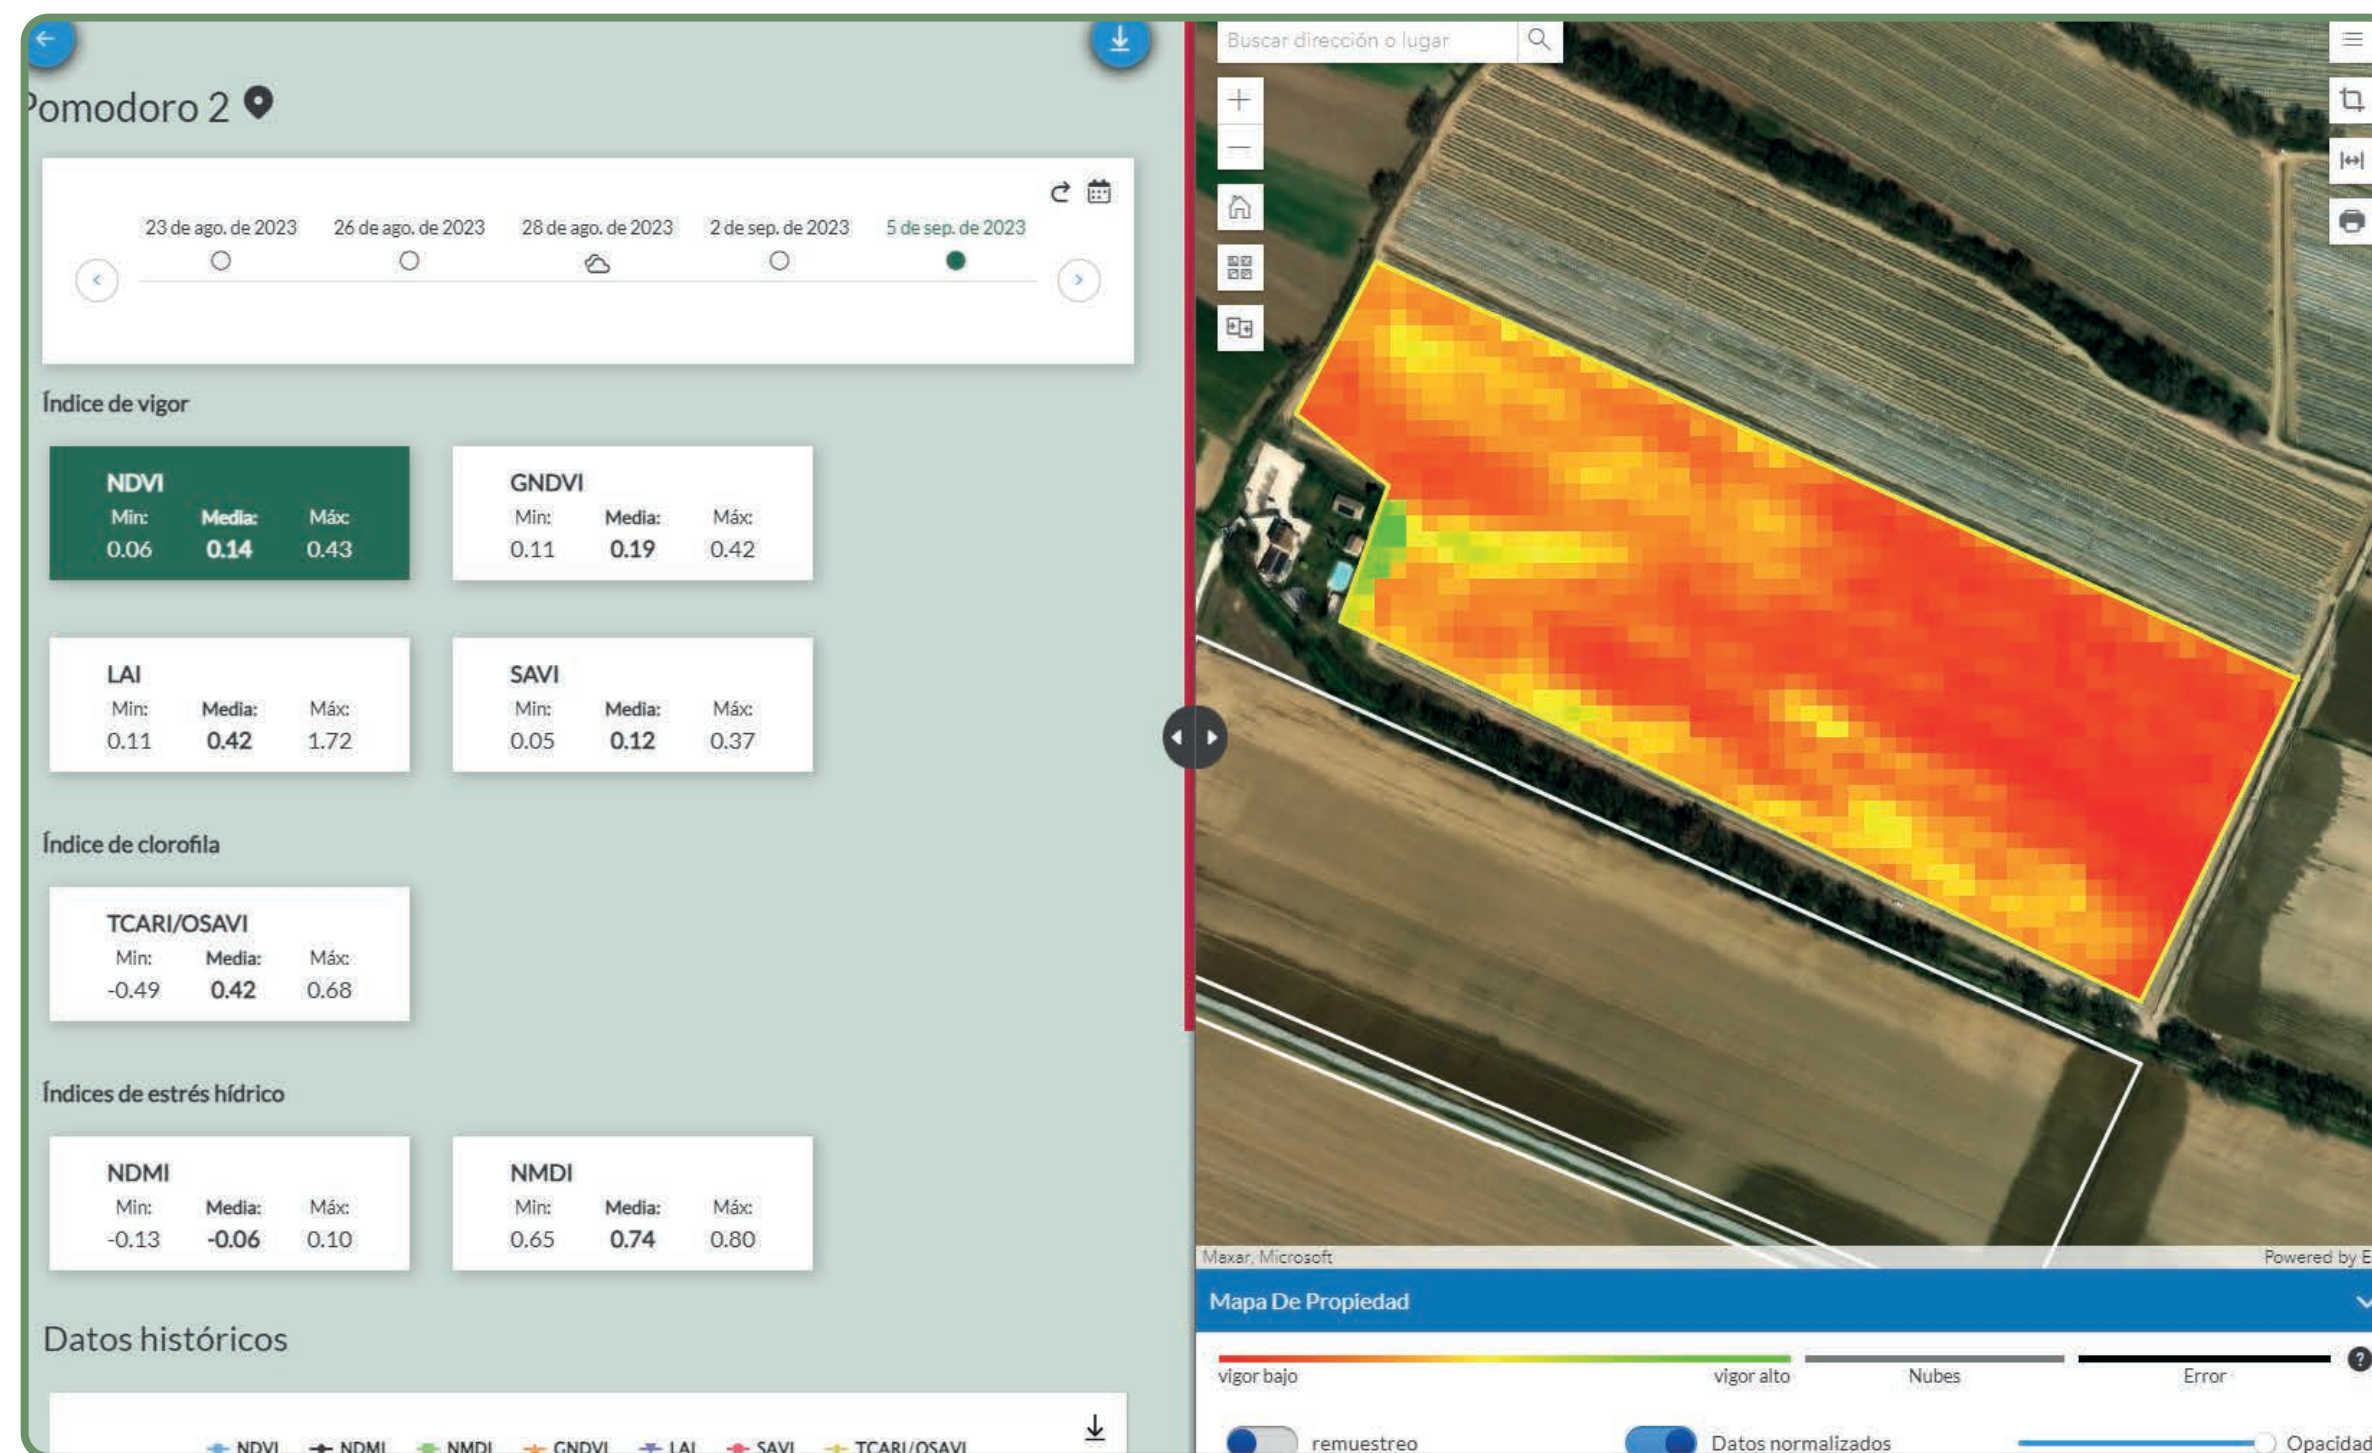 Pomodoro 2
23 de ago. de 2023 26 de ago. de 2023 28 de ago. de 2023 2 de sep. de 2023 5 de sep. de 2023
Índice de vigor
NDVI
Min: Media: Máx:
0.06 0.14 0.43
GNDVI
Min: Media: Máx:
0.11 0.19 0.42
LAI
Min: Media: Máx:
0.11 0.42 1.72
SAVI
Min: Media: Máx:
0.05 0.12 0.37
Índice de clorofila
TCARI/OSAVI
Min: Media: Máx:
-0.49 0.42 0.68
Índices de estrés hídrico
NDMI
Min: Media: Máx:
-0.13 -0.06 0.10
NMDI
Min: Media: Máx:
0.65 0.74 0.80
Datos históricos
NDVI NDMI NMDI GNDVI LAI SAVI TCARI/OSAVI
Buscar dirección o lugar
Maxar, Microsoft
Powered by E
Mapa De Propiedad
vigor bajo vigor alto Nubes Error
remuestreo Datos normalizados Opacidad